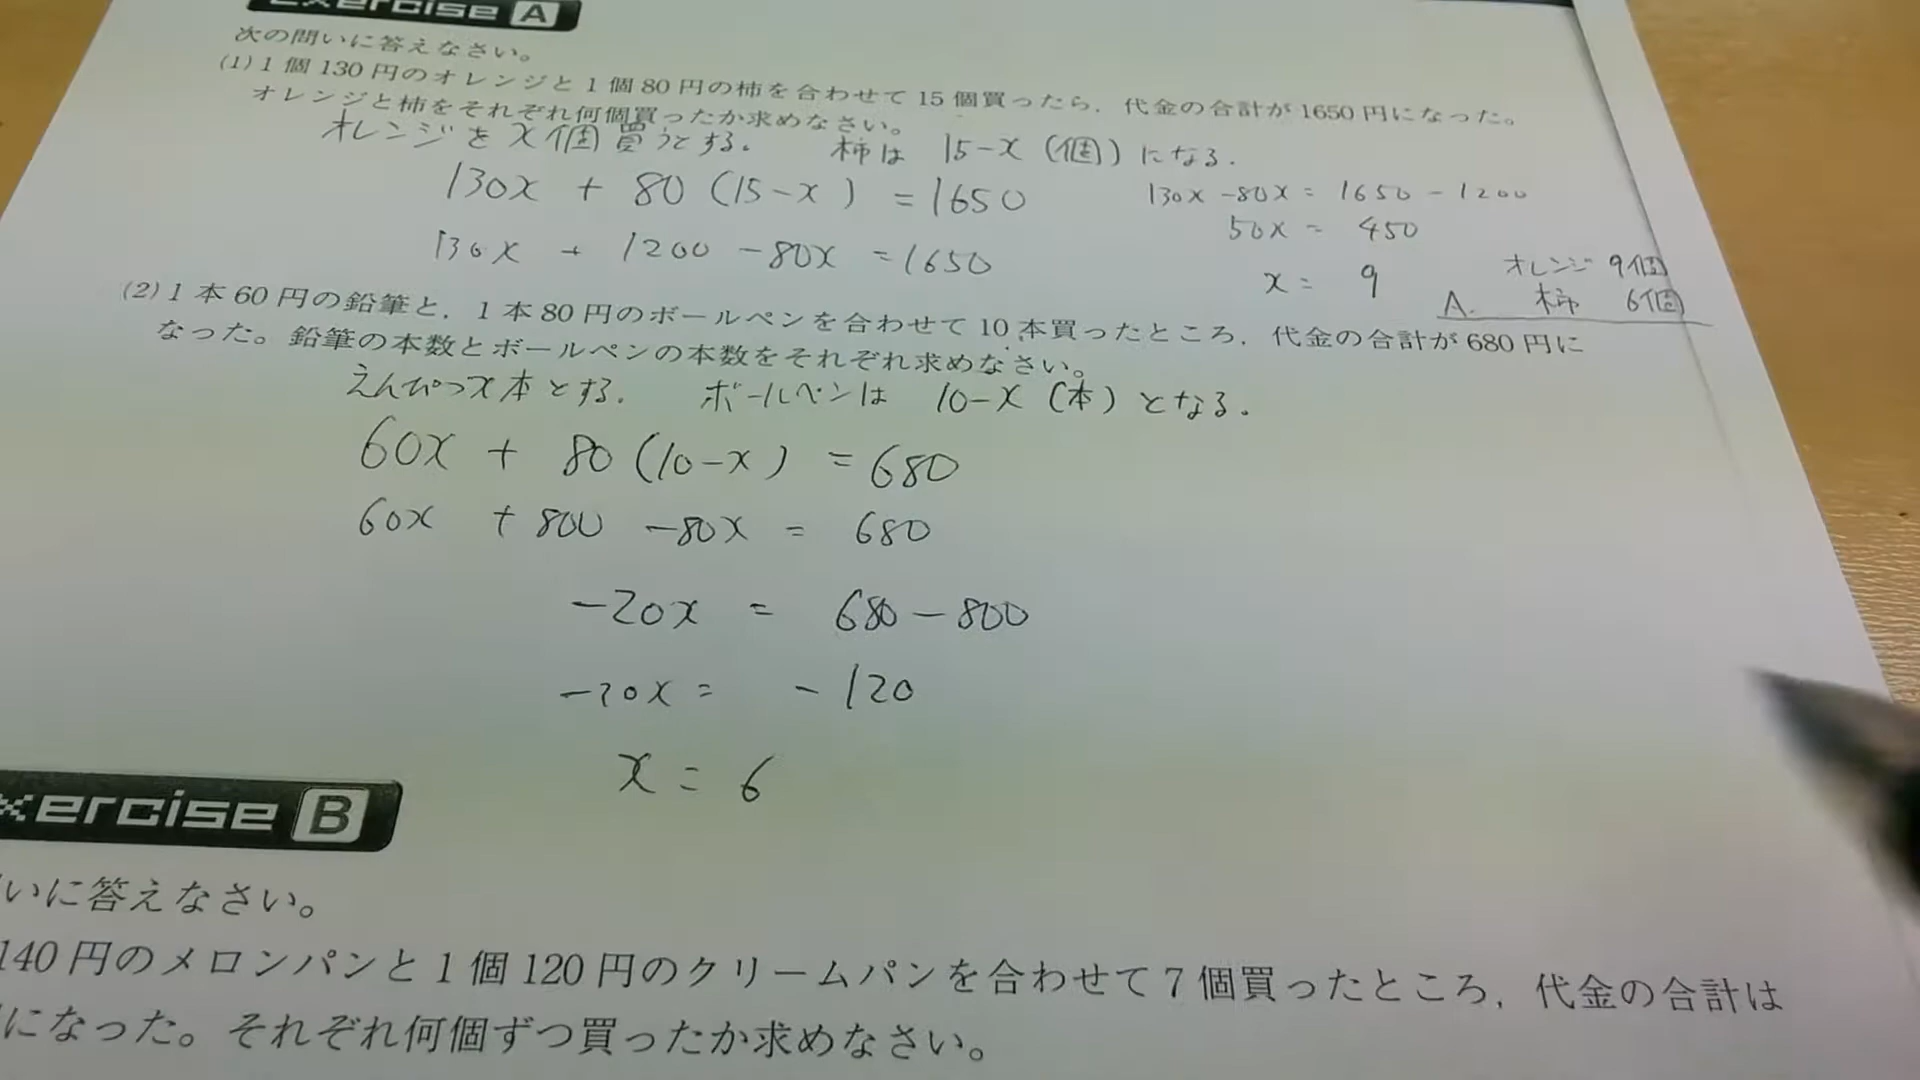 Exercise A
次の問いに答えなさい。
(1) 1個130円のオレンジと1個80円の柿を合わせて15個買ったら，代金の合計が1650円になった。
オレンジと柿をそれぞれ何個買ったか求めなさい。
オレンジをx個買うとする。 柿は 15-x (個)になる.
130x + 80 (15-x) =1650
130x + 1200 -80x =1650
130x -80x = 1650 - 1200
50x = 450
x = 9
オレンジ 9個
A. 柿 6個
(2) 1本60円の鉛筆と，1本80円のボールペンを合わせて10本買ったところ，代金の合計が680円に
なった。鉛筆の本数とボールペンの本数をそれぞれ求めなさい。
えんぴつx本とする. ボールペンは 10-x (本)となる.
60x + 80 (10-x) =680
60x +800 -80x = 680
-20x = 680-800
-20x = -120
x = 6
xercise B
いに答えなさい。
140円のメロンパンと1個120円のクリームパンを合わせて7個買ったところ，代金の合計は
になった。それぞれ何個ずつ買ったか求めなさい。